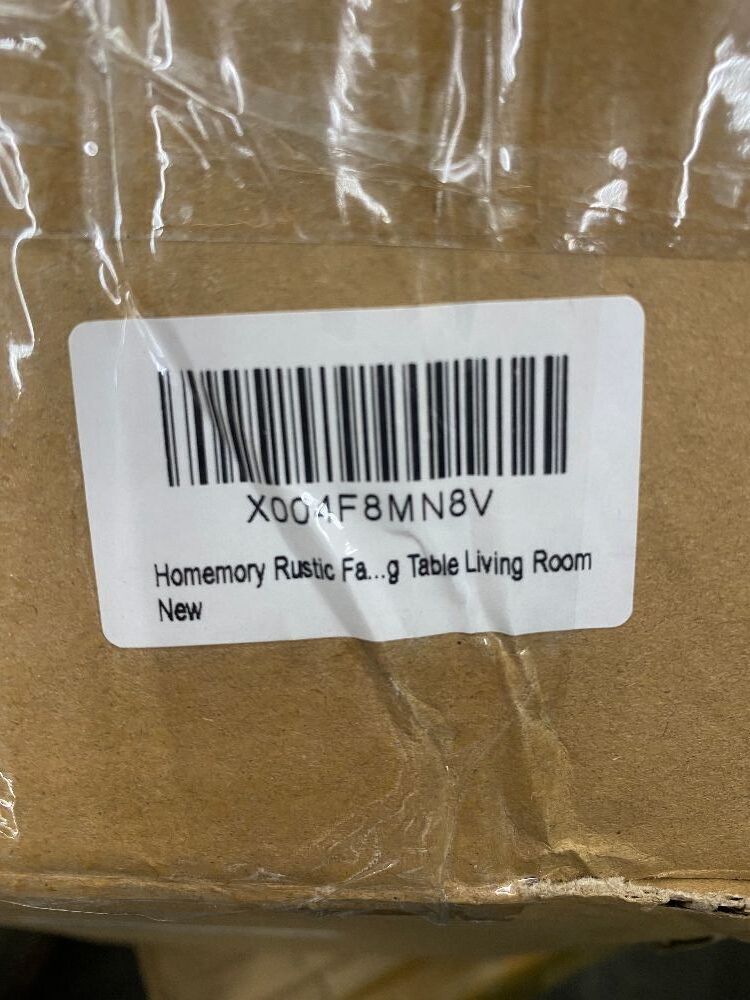 X004F8MN8V
Homemory Rustic Fa...g Table Living Room
New